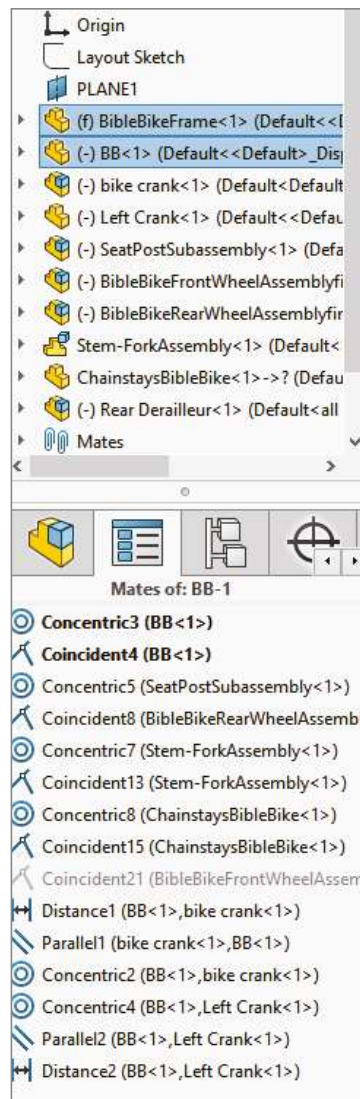 Origin
Layout Sketch
PLANE1
(f) BibleBikeFrame<1> (Default<<
(-) BB<1> (Default<<Default>_Disp
(-) bike crank<1> (Default<Default
(-) Left Crank<1> (Default<<Defau
(-) SeatPostSubassembly<1> (Defa
(-) BibleBikeFrontWheelAssemblyfi
(-) BibleBikeRearWheelAssemblyfir
Stem-ForkAssembly<1> (Default<
ChainstaysBibleBike<1>->? (Defau
(-) Rear Derailleur<1> (Default<all
Mates
Mates of: BB-1
Concentric3 (BB<1>)
Coincident4 (BB<1>)
Concentric5 (SeatPostSubassembly<1>)
Coincident8 (BibleBikeRearWheelAssemb
Concentric7 (Stem-ForkAssembly<1>)
Coincident13 (Stem-ForkAssembly<1>)
Concentric8 (ChainstaysBibleBike<1>)
Coincident15 (ChainstaysBibleBike<1>)
Coincident21 (BibleBikeFrontWheelAssem
Distance1 (BB<1>,bike crank<1>)
Parallel1 (bike crank<1>,BB<1>)
Concentric2 (BB<1>,bike crank<1>)
Concentric4 (BB<1>,Left Crank<1>)
Parallel2 (BB<1>,Left Crank<1>)
Distance2 (BB<1>,Left Crank<1>)